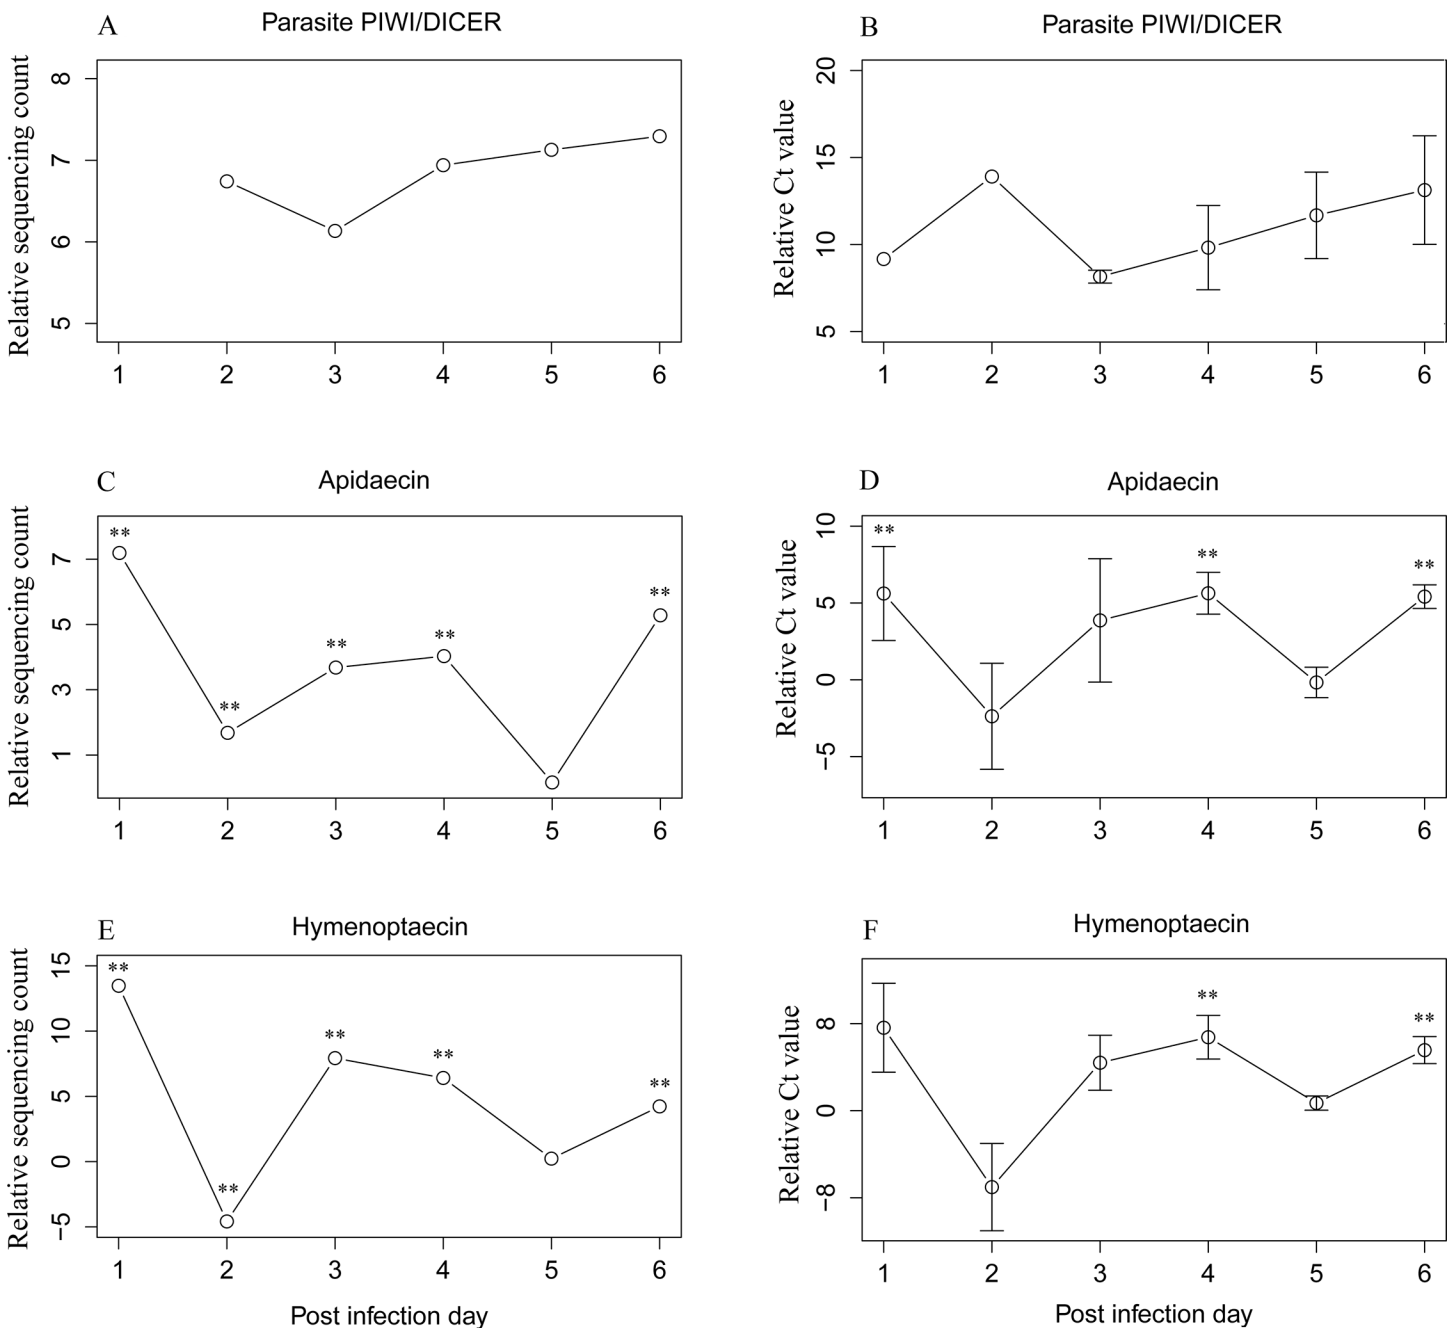 A Parasite PIWI/DICER
Relative sequencing count
8
7
6
5
1 2 3 4 5 6
B Parasite PIWI/DICER
Relative Ct value
20
15
10
5
1 2 3 4 5 6
C Apidaecin
Relative sequencing count
7
5
3
1
** ** ** ** **
1 2 3 4 5 6
D Apidaecin
Relative Ct value
10
5
0
−5
** ** **
1 2 3 4 5 6
E Hymenoptaecin
Relative sequencing count
15
10
5
0
−5
** ** ** ** **
1 2 3 4 5 6
Post infection day
F Hymenoptaecin
Relative Ct value
8
0
−8
** **
1 2 3 4 5 6
Post infection day